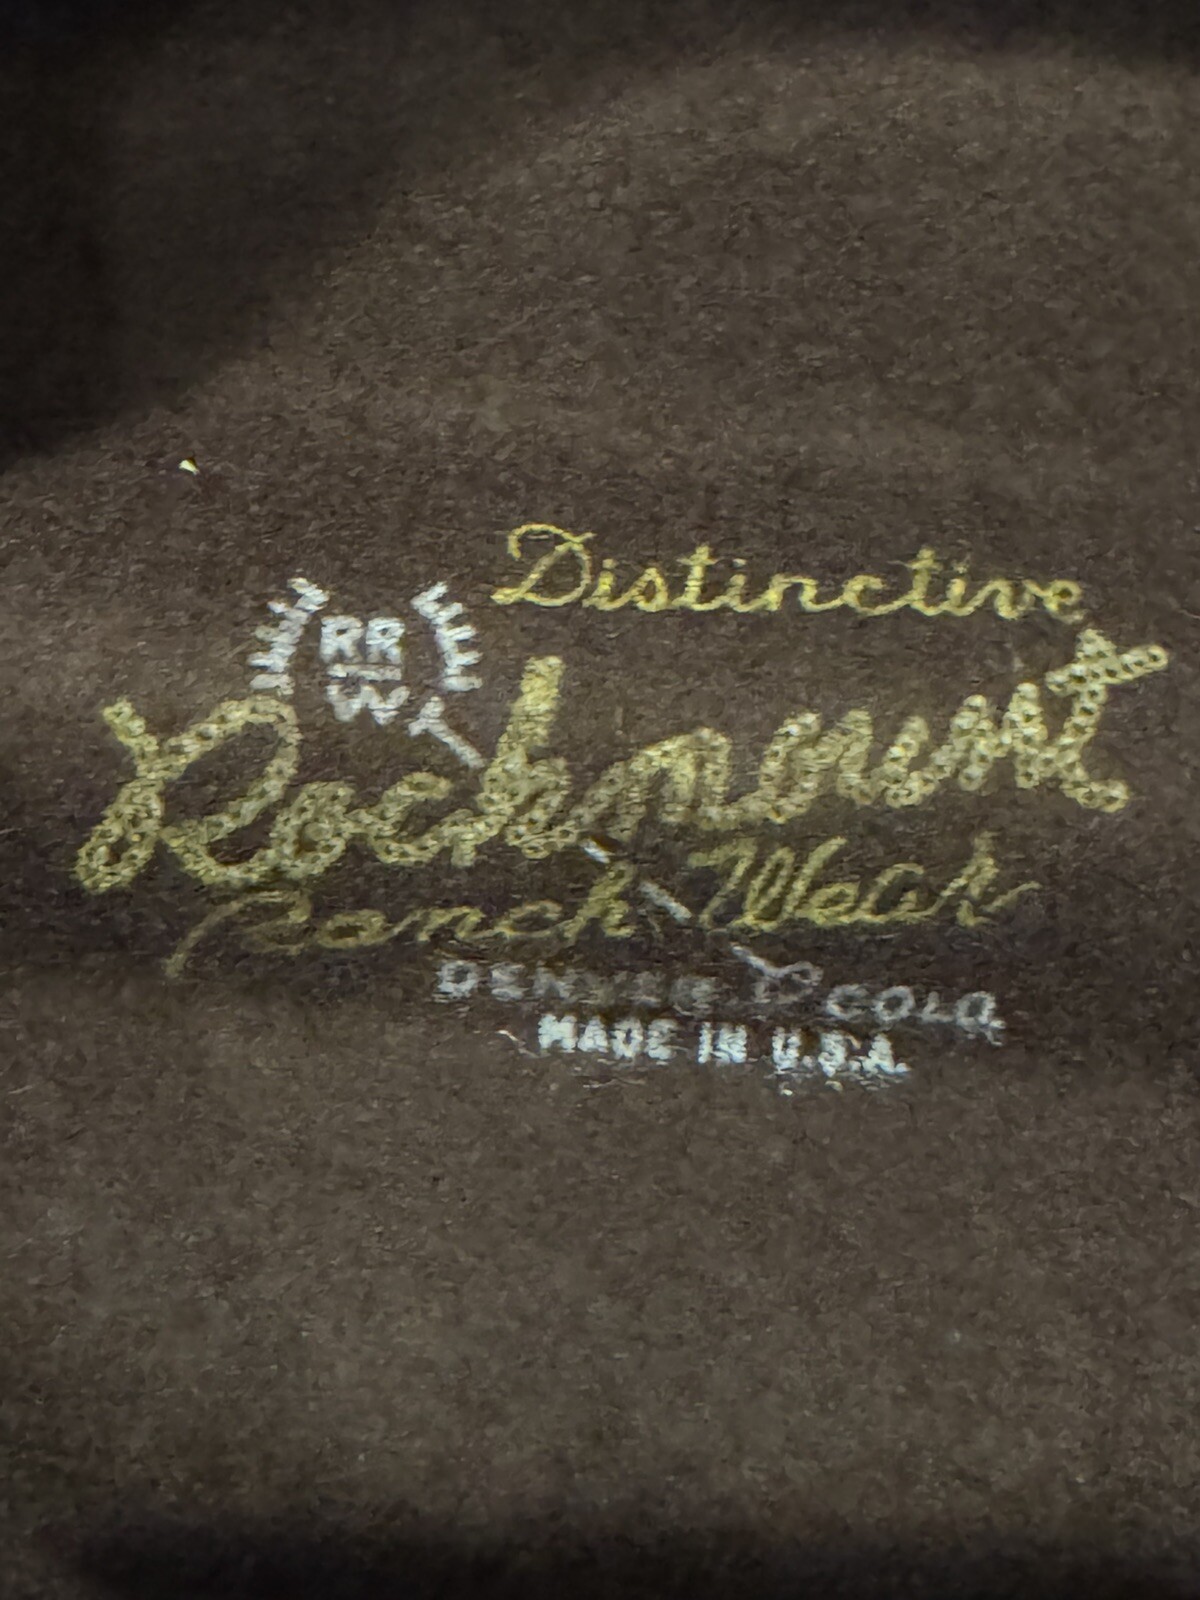 Distinctive
RR
W
Rockmount
Ranch Wear
DENVER COLO.
MADE IN U.S.A.